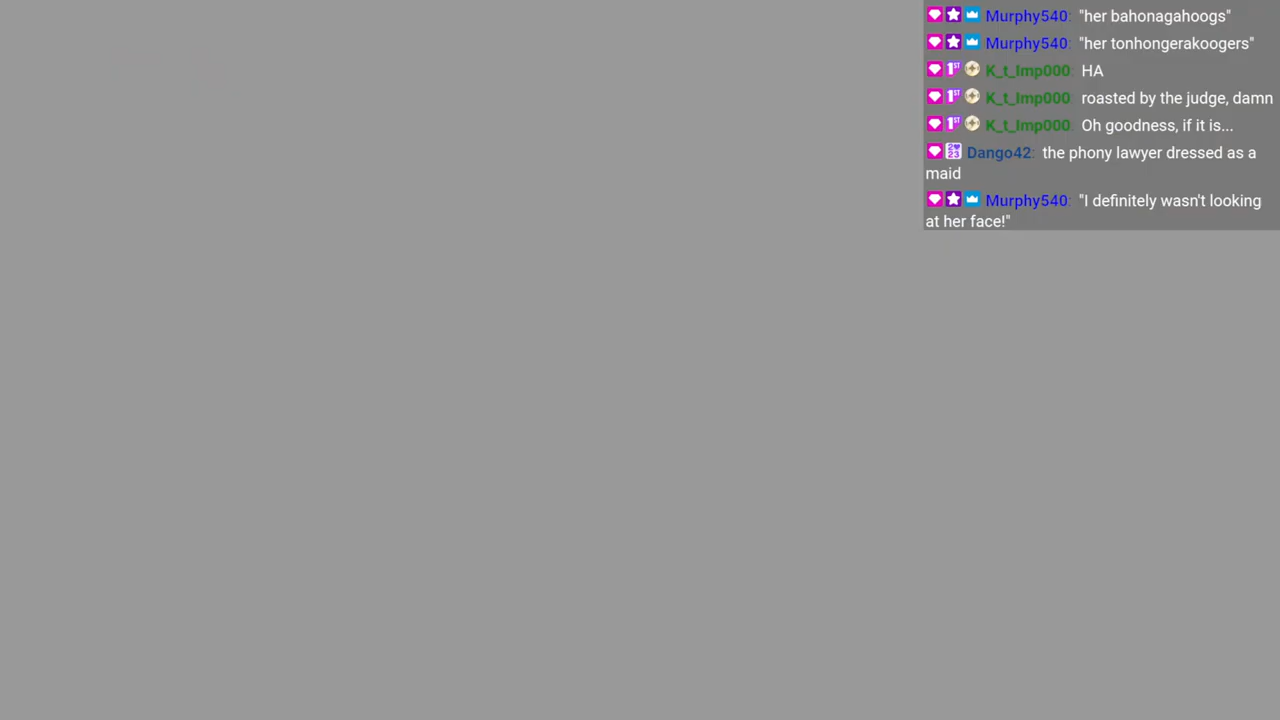 Murphy540: "her bahonagahoogs"
Murphy540: "her tonhongerakoogers"
K_t_Imp000: HA
K_t_Imp000: roasted by the judge, damn
K_t_Imp000: Oh goodness, if it is...
Dango42: the phony lawyer dressed as a
maid
Murphy540: "I definitely wasn't looking
at her face!"